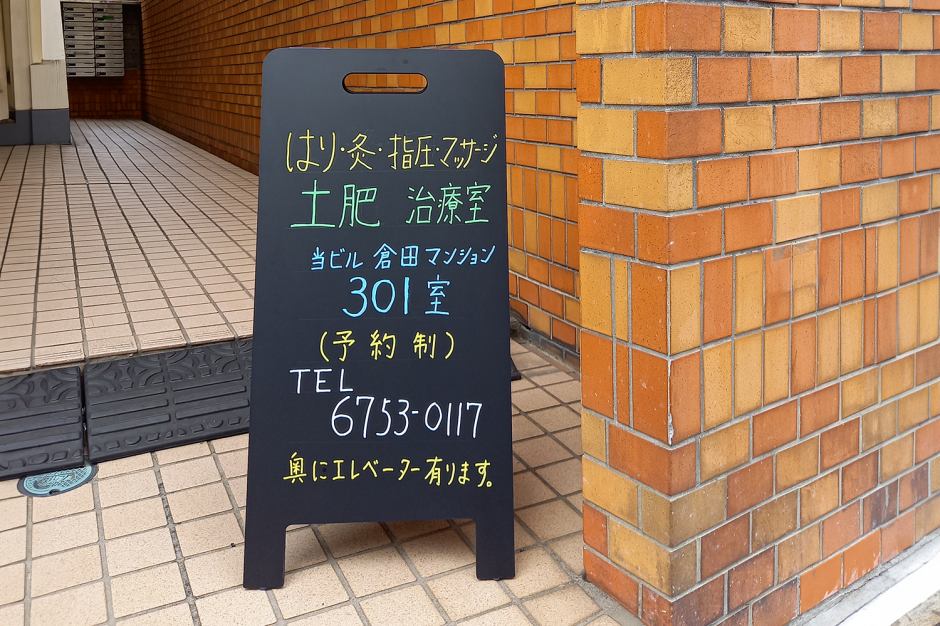 はり・灸・指圧・マッサージ
土肥 治療室
当ビル 倉田マンション
301室
(予約制)
TEL
6753-0117
奥にエレベーター有ります。